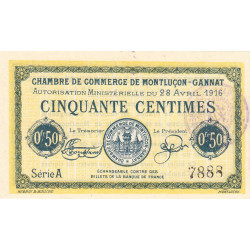 CHAMBRE DE COMMERCE DE MONTLUÇON-GANNAT
AUTORISATION MINISTÉRIELLE DU 28 AVRIL 1916
CINQUANTE CENTIMES
Le Trésorier Le Président
0f50 0f50
Série A 7888
ÉCHANGEABLE CONTRE DES
BILLETS DE LA BANQUE DE FRANCE